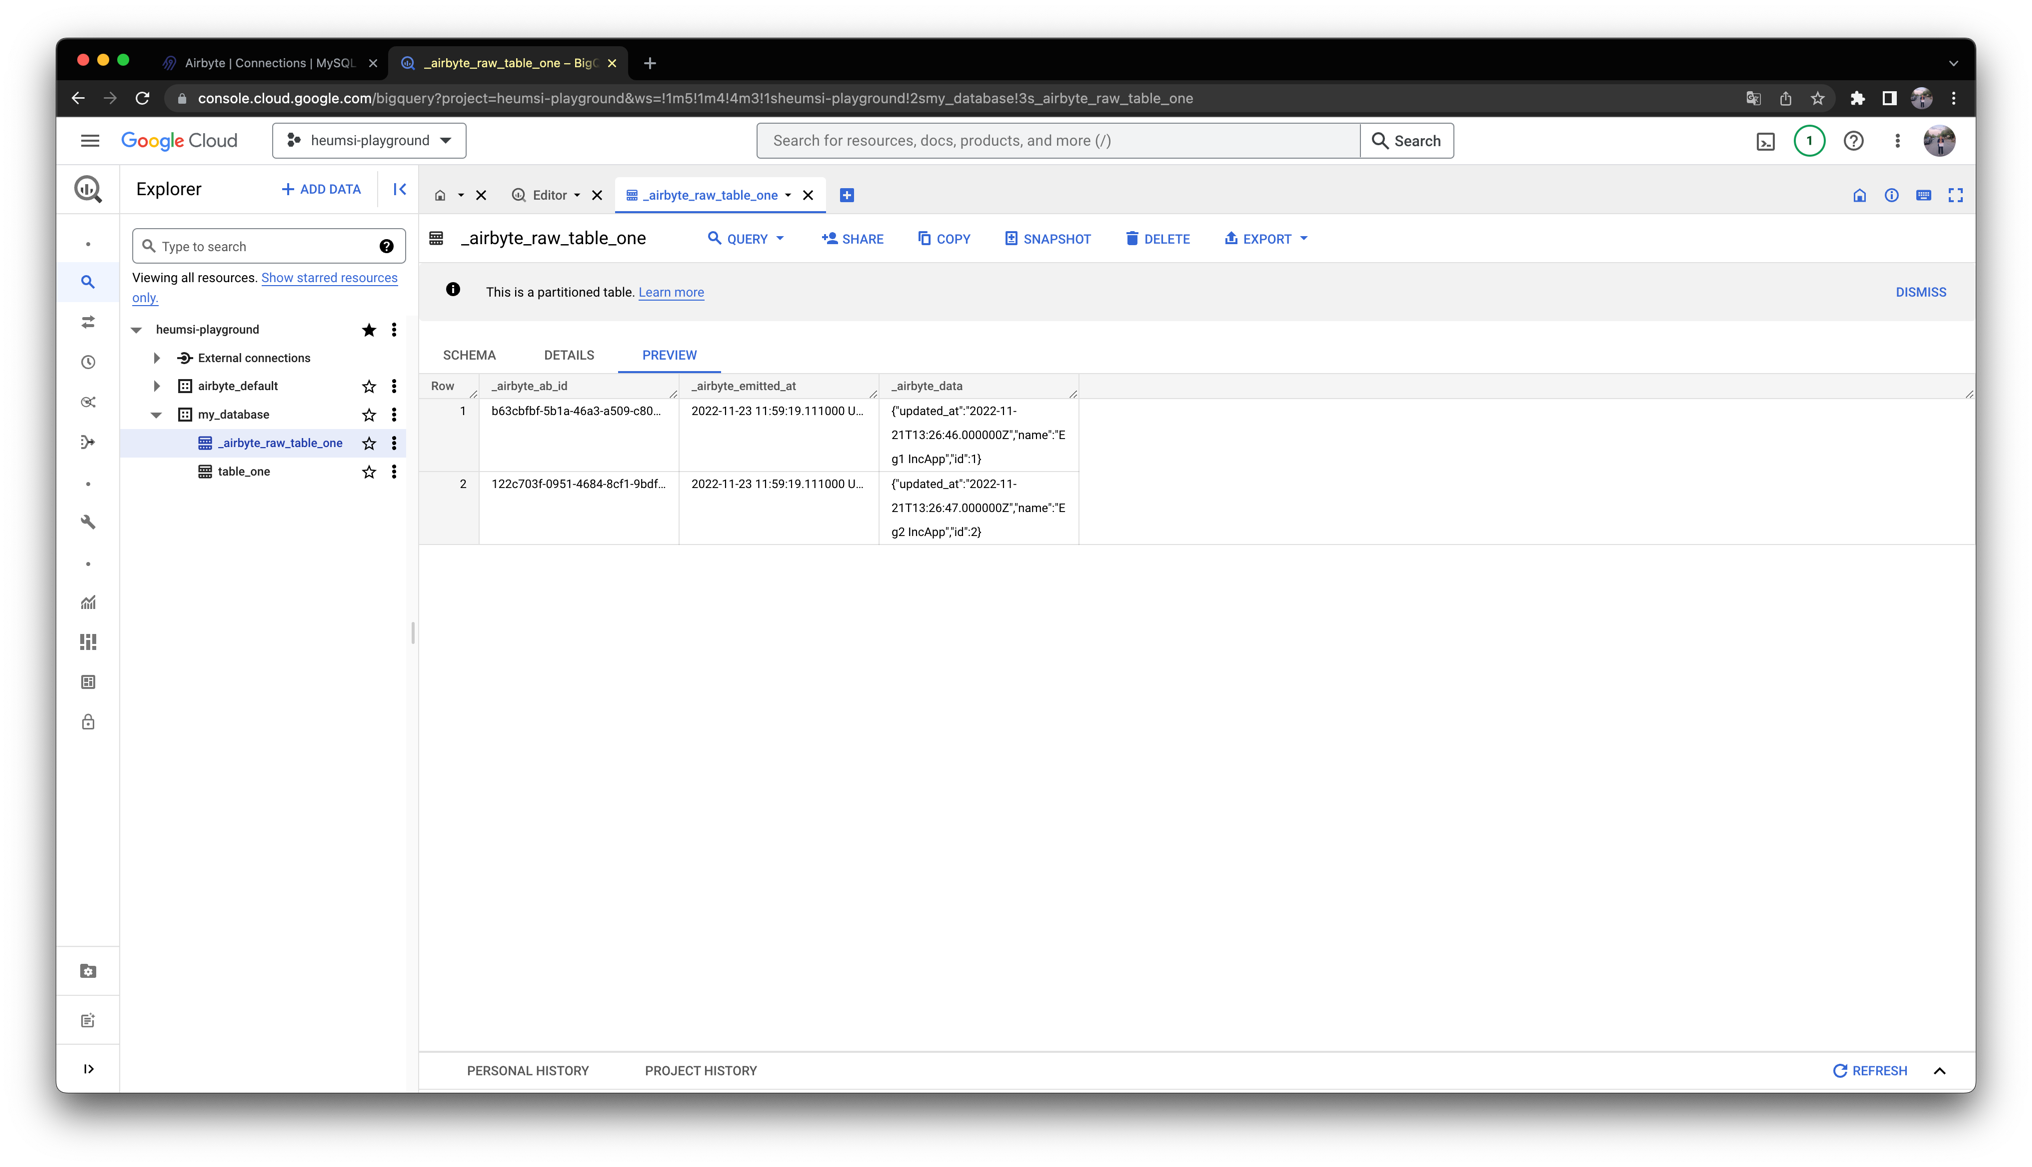 Airbyte | Connections | MySQL
_airbyte_raw_table_one – BigQ
console.cloud.google.com/bigquery?project=heumsi-playground&ws=!1m5!1m4!4m3!1sheumsi-playground!2smy_database!3s_airbyte_raw_table_one
Google Cloud
heumsi-playground
Search for resources, docs, products, and more (/)
Search
1
Explorer
+ ADD DATA
Editor
_airbyte_raw_table_one
Type to search
Viewing all resources. Show starred resources
only.
heumsi-playground
External connections
airbyte_default
my_database
_airbyte_raw_table_one
table_one
_airbyte_raw_table_one
QUERY
SHARE
COPY
SNAPSHOT
DELETE
EXPORT
This is a partitioned table. Learn more
DISMISS
SCHEMA
DETAILS
PREVIEW
Row
_airbyte_ab_id
_airbyte_emitted_at
_airbyte_data
1
b63cbfbf-5b1a-46a3-a509-c80...
2022-11-23 11:59:19.111000 U...
{"updated_at":"2022-11-
21T13:26:46.000000Z","name":"E
g1 IncApp","id":1}
2
122c703f-0951-4684-8cf1-9bdf...
2022-11-23 11:59:19.111000 U...
{"updated_at":"2022-11-
21T13:26:47.000000Z","name":"E
g2 IncApp","id":2}
PERSONAL HISTORY
PROJECT HISTORY
REFRESH